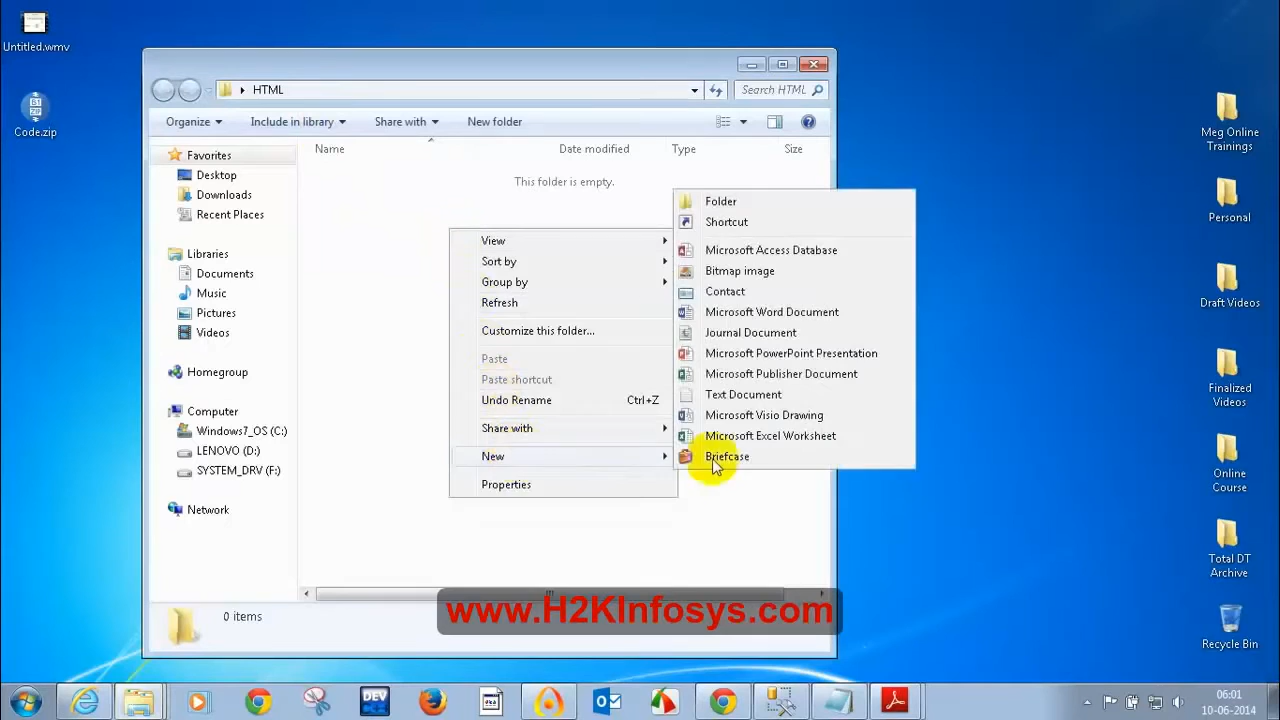 Untitled.wmv
Code.zip
HTML
Search HTML
Organize
Include in library
Share with
New folder
Favorites
Desktop
Downloads
Recent Places
Libraries
Documents
Music
Pictures
Videos
Homegroup
Computer
Windows7_OS (C:)
LENOVO (D:)
SYSTEM_DRV (F:)
Network
Name
Date modified
Type
Size
This folder is empty.
View
Sort by
Group by
Refresh
Customize this folder...
Paste
Paste shortcut
Undo Rename Ctrl+Z
Share with
New
Properties
Folder
Shortcut
Microsoft Access Database
Bitmap image
Contact
Microsoft Word Document
Journal Document
Microsoft PowerPoint Presentation
Microsoft Publisher Document
Text Document
Microsoft Visio Drawing
Microsoft Excel Worksheet
Briefcase
0 items
www.H2KInfosys.com
Meg Online
Trainings
Personal
Draft Videos
Finalized
Videos
Online
Course
Total DT
Archive
Recycle Bin
DEV
06:01
10-06-2014